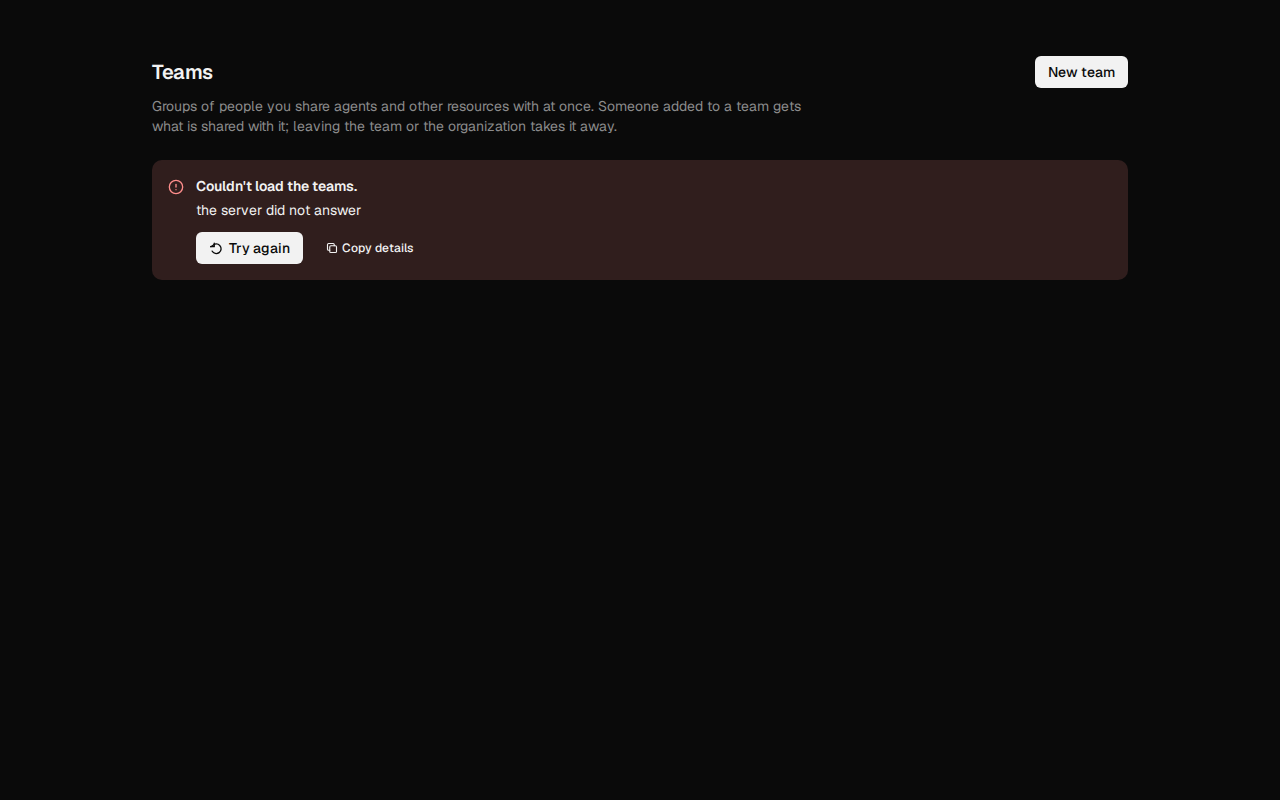 Teams
New team
Groups of people you share agents and other resources with at once. Someone added to a team gets
what is shared with it; leaving the team or the organization takes it away.
Couldn't load the teams.
the server did not answer
Try again
Copy details